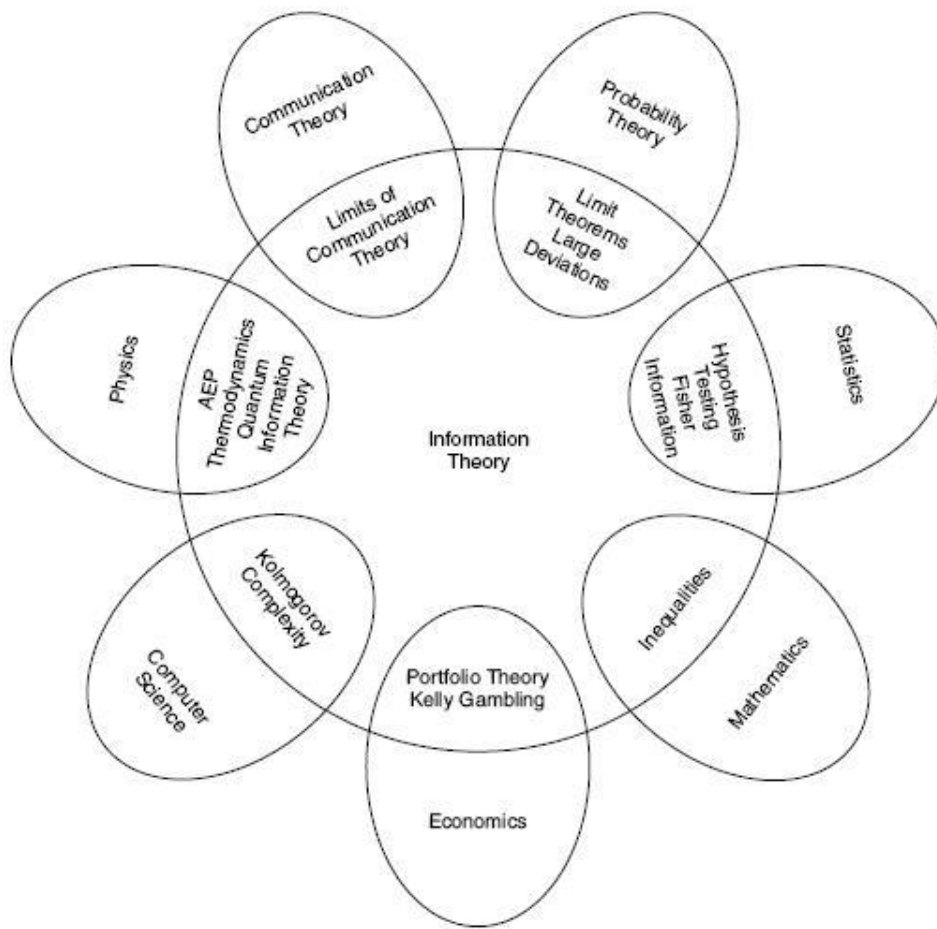 Communication
Theory
Probability
Theory
Limits of
Communication
Theory
Limit
Theorems
Large
Deviations
Physics
AEP
Thermodynamics
Quantum
Information
Theory
Hypothesis
Testing
Fisher
Information
Statistics
Information
Theory
Kolmogorov
Complexity
Computer
Science
Portfolio Theory
Kelly Gambling
Economics
Inequalities
Mathematics